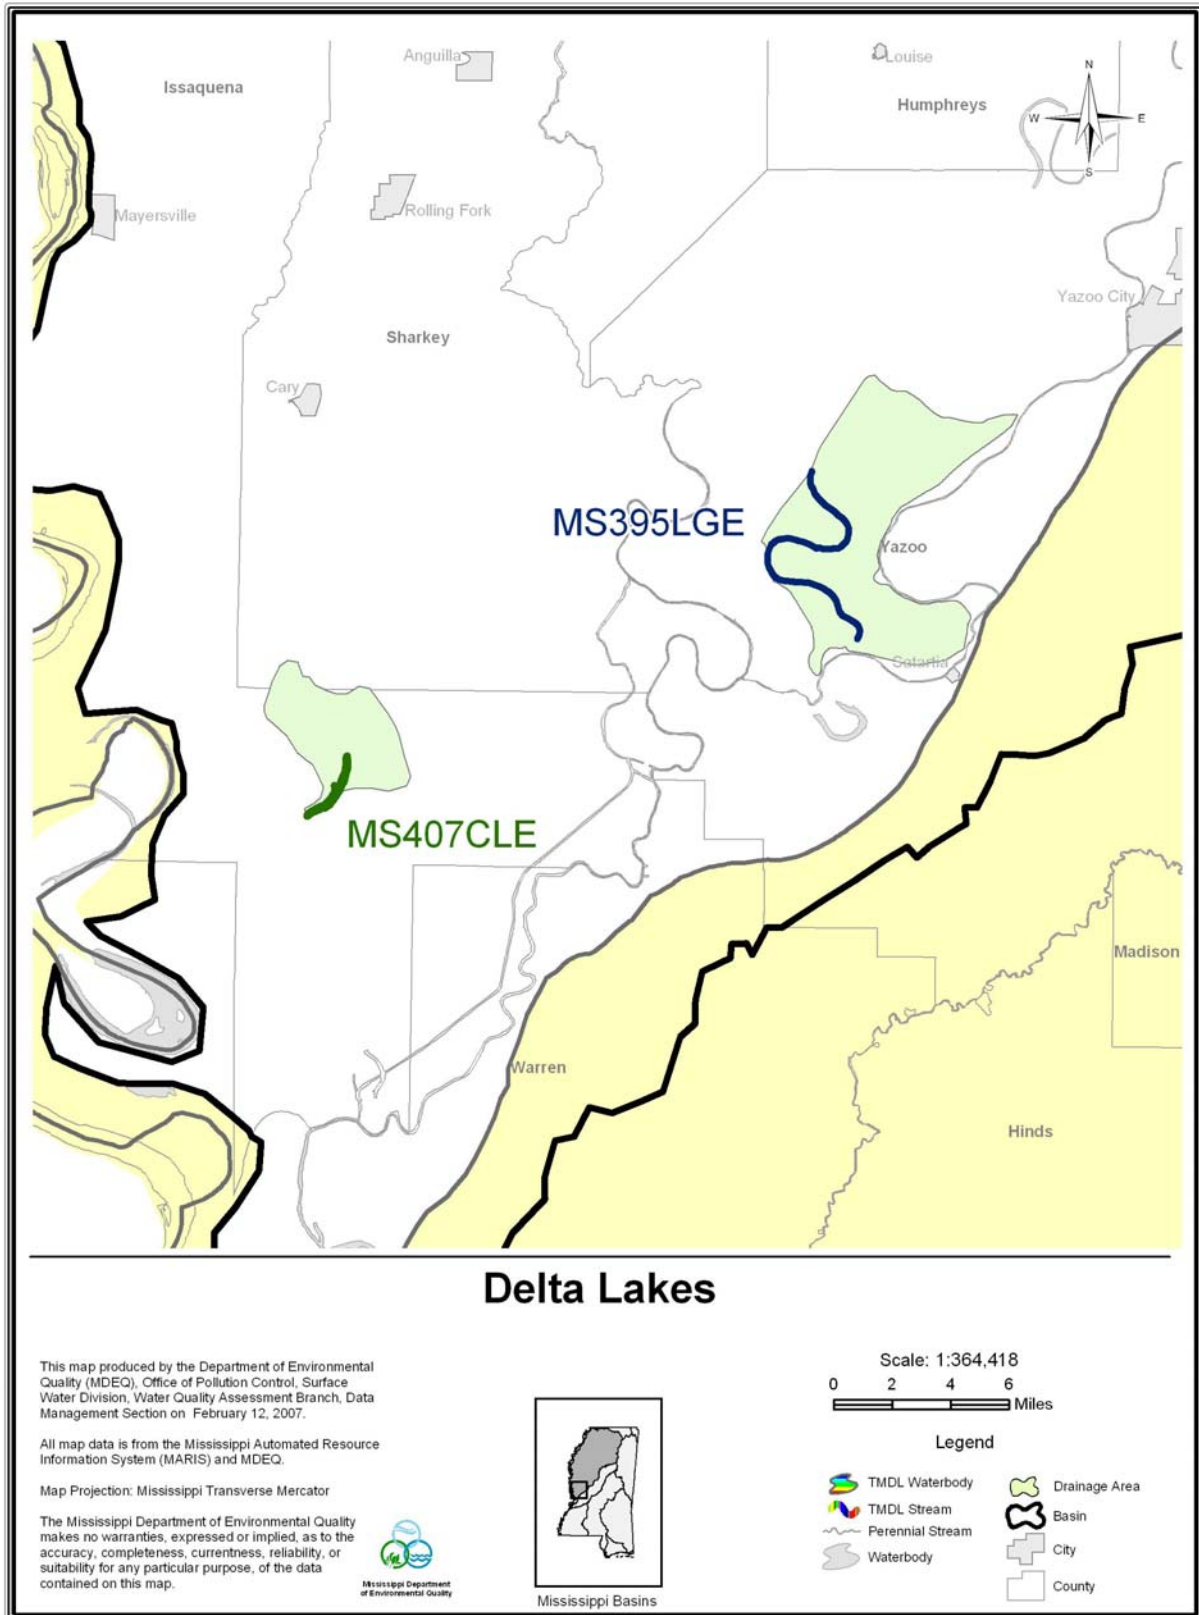 Anguilla
Louise
Issaquena
Humphreys
N
W
E
S
Mayersville
Rolling Fork
Yazoo City
Sharkey
Cary
MS395LGE
Yazoo
Satartia
MS407CLE
Madison
Warren
Hinds
Delta Lakes
This map produced by the Department of Environmental
Quality (MDEQ), Office of Pollution Control, Surface
Water Division, Water Quality Assessment Branch, Data
Management Section on February 12, 2007.
All map data is from the Mississippi Automated Resource
Information System (MARIS) and MDEQ.
Map Projection: Mississippi Transverse Mercator
The Mississippi Department of Environmental Quality
makes no warranties, expressed or implied, as to the
accuracy, completeness, currentness, reliability, or
suitability for any particular purpose, of the data
contained on this map.
Mississippi Department
of Environmental Quality
Mississippi Basins
Scale: 1:364,418
0 2 4 6
Miles
Legend
TMDL Waterbody
TMDL Stream
Perennial Stream
Waterbody
Drainage Area
Basin
City
County